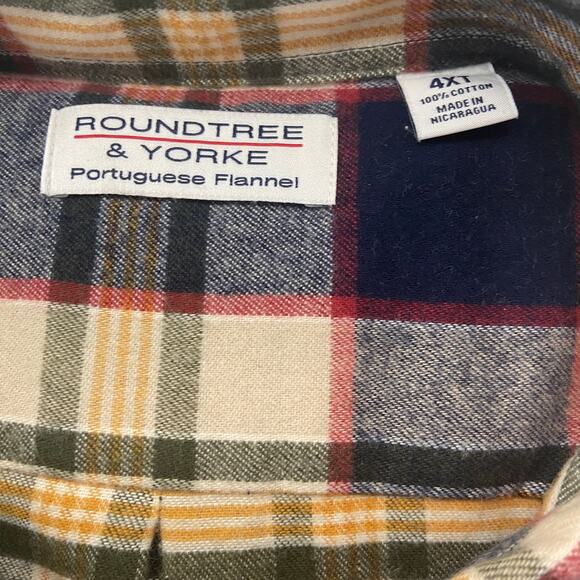 ROUNDTREE
& YORKE
Portuguese Flannel
4XT
100% COTTON
MADE IN
NICARAGUA